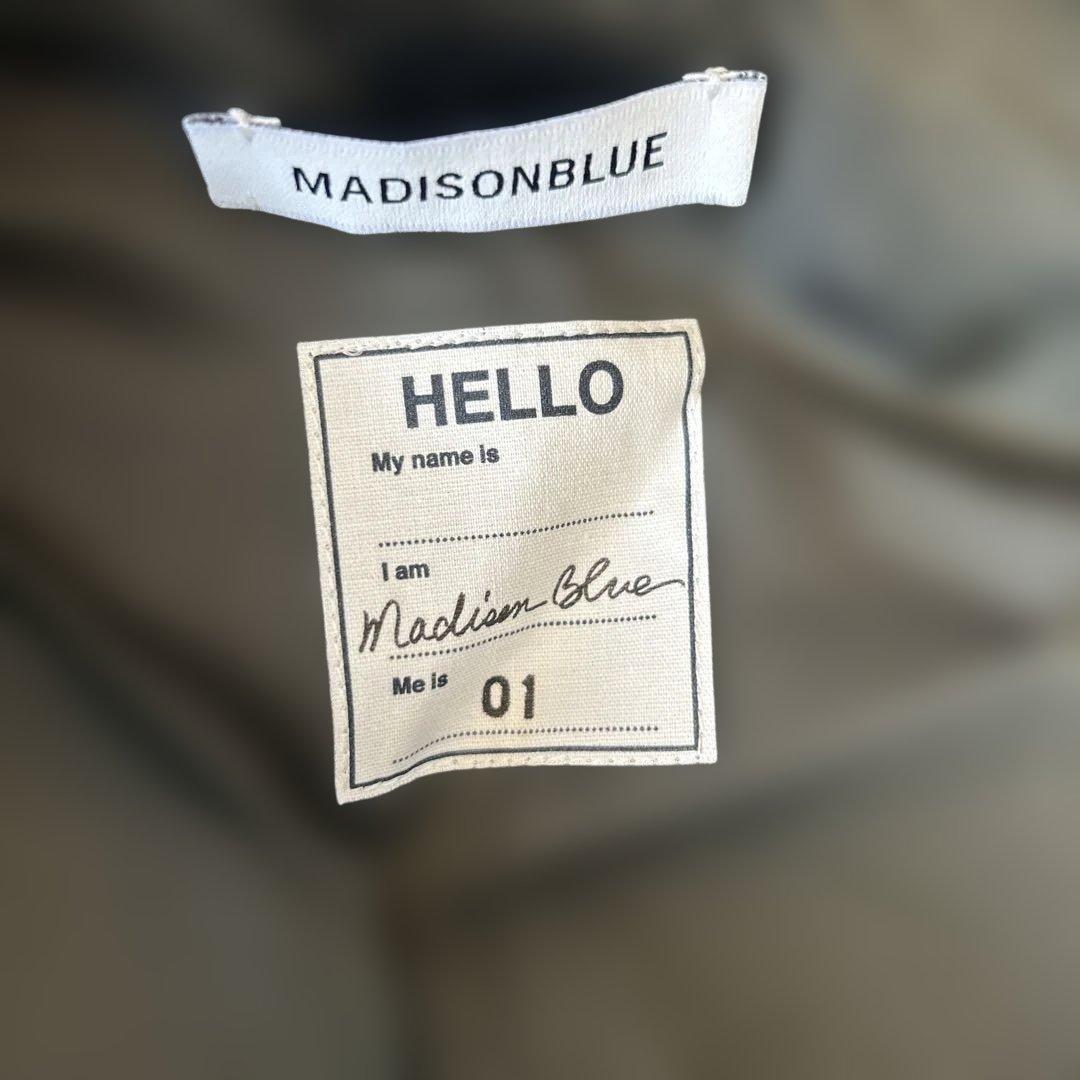 MADISONBLUE
HELLO
My name is
I am
Madison Blue
Me is 01